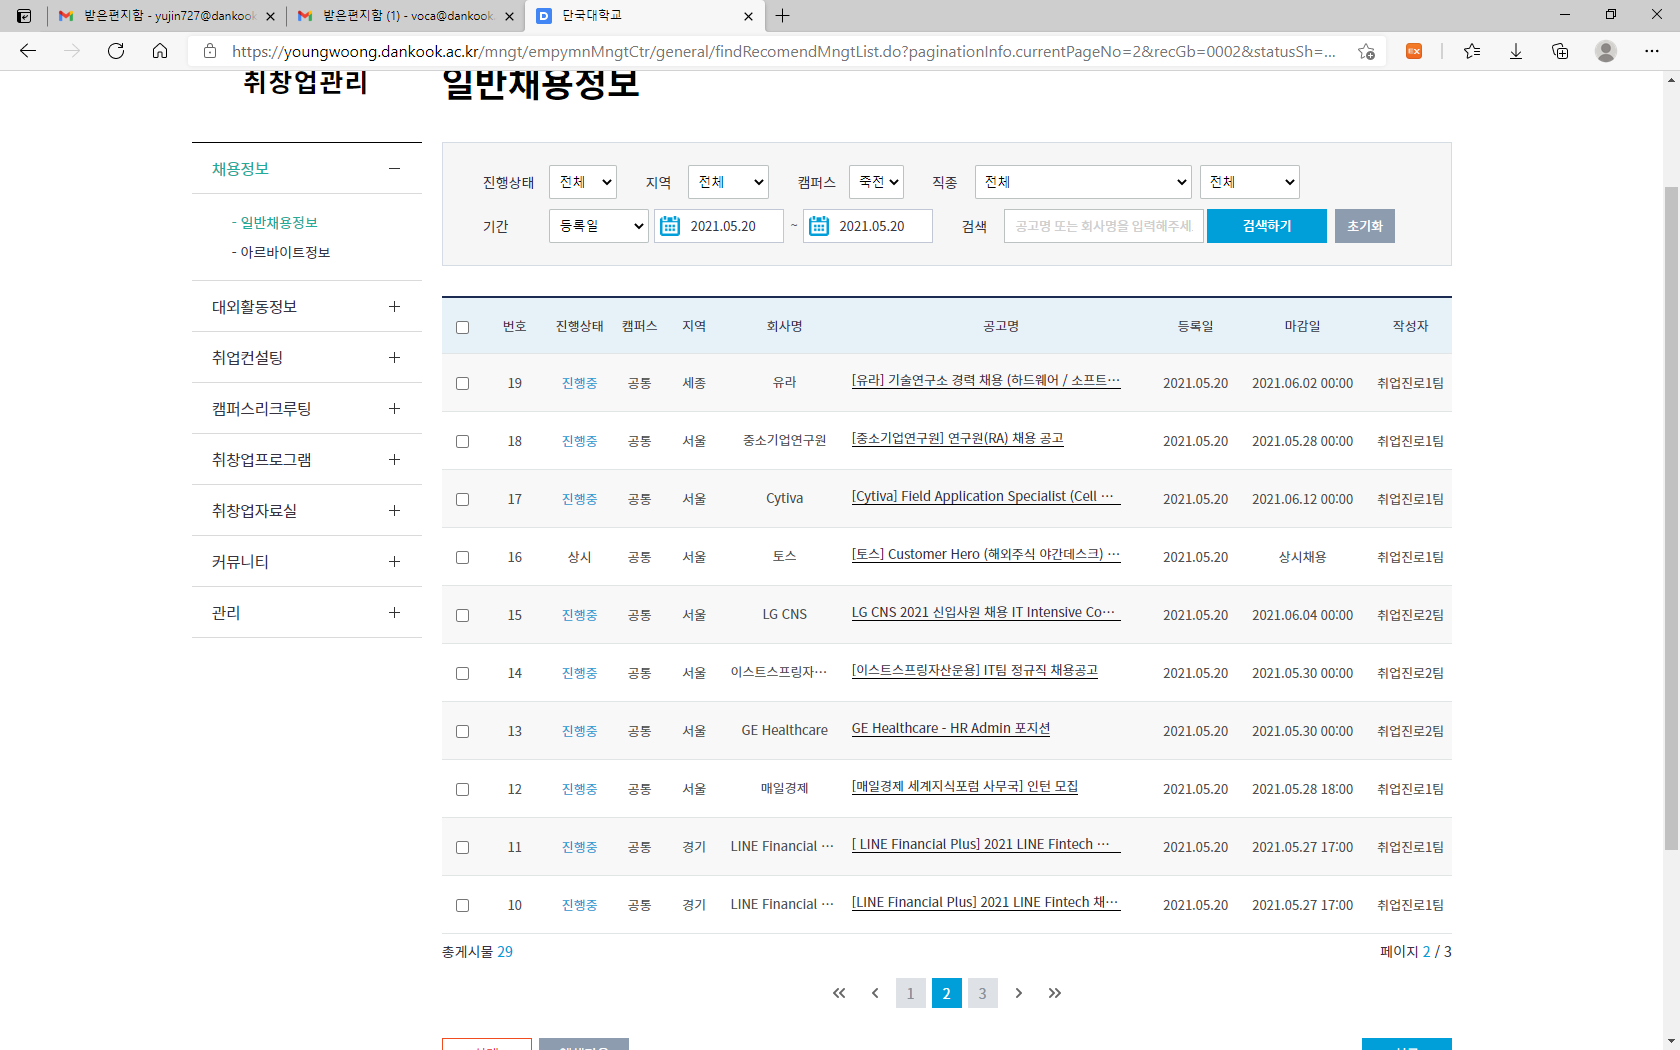 받은편지함 - yujin727@dankook
받은편지함 (1) - voca@dankook.
단국대학교
https://youngwoong.dankook.ac.kr/mngt/empymnMngtCtr/general/findRecomendMngtList.do?paginationInfo.currentPageNo=2&recGb=0002&statusSh=...
취창업관리
일반채용정보
채용정보
- 일반채용정보
- 아르바이트정보
대외활동정보
취업컨설팅
캠퍼스리크루팅
취창업프로그램
취창업자료실
커뮤니티
관리
진행상태 전체 지역 전체 캠퍼스 죽전 직종 전체 전체
기간 등록일 2021.05.20 ~ 2021.05.20 검색 공고명 또는 회사명을 입력해주세. 검색하기 초기화
번호 진행상태 캠퍼스 지역 회사명 공고명 등록일 마감일 작성자
19 진행중 공통 세종 유라 [유라] 기술연구소 경력 채용 (하드웨어 / 소프트… 2021.05.20 2021.06.02 00:00 취업진로1팀
18 진행중 공통 서울 중소기업연구원 [중소기업연구원] 연구원(RA) 채용 공고 2021.05.20 2021.05.28 00:00 취업진로1팀
17 진행중 공통 서울 Cytiva [Cytiva] Field Application Specialist (Cell … 2021.05.20 2021.06.12 00:00 취업진로1팀
16 상시 공통 서울 토스 [토스] Customer Hero (해외주식 야간데스크) … 2021.05.20 상시채용 취업진로1팀
15 진행중 공통 서울 LG CNS LG CNS 2021 신입사원 채용 IT Intensive Co… 2021.05.20 2021.06.04 00:00 취업진로2팀
14 진행중 공통 서울 이스트스프링자… [이스트스프링자산운용] IT팀 정규직 채용공고 2021.05.20 2021.05.30 00:00 취업진로2팀
13 진행중 공통 서울 GE Healthcare GE Healthcare - HR Admin 포지션 2021.05.20 2021.05.30 00:00 취업진로2팀
12 진행중 공통 서울 매일경제 [매일경제 세계지식포럼 사무국] 인턴 모집 2021.05.20 2021.05.28 18:00 취업진로1팀
11 진행중 공통 경기 LINE Financial … [ LINE Financial Plus] 2021 LINE Fintech … 2021.05.20 2021.05.27 17:00 취업진로1팀
10 진행중 공통 경기 LINE Financial … [LINE Financial Plus] 2021 LINE Fintech 채… 2021.05.20 2021.05.27 17:00 취업진로1팀
총게시물 29
페이지 2 / 3
1 2 3